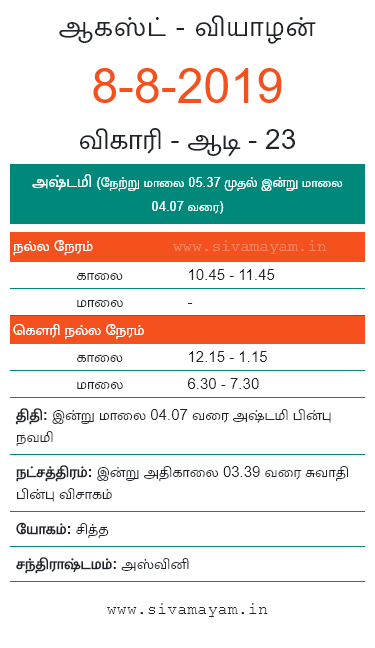 ஆகஸ்ட் - வியாழன்
8-8-2019
விகாரி - ஆடி - 23
அஷ்டமி (நேற்று மாலை 05.37 முதல் இன்று மாலை
04.07 வரை)
நல்ல நேரம் www.sivamayam.in
காலை 10.45 - 11.45
மாலை -
கௌரி நல்ல நேரம்
காலை 12.15 - 1.15
மாலை 6.30 - 7.30
திதி: இன்று மாலை 04.07 வரை அஷ்டமி பின்பு
நவமி
நட்சத்திரம்: இன்று அதிகாலை 03.39 வரை சுவாதி
பின்பு விசாகம்
யோகம்: சித்த
சந்திராஷ்டமம்: அஸ்வினி
www.sivamayam.in